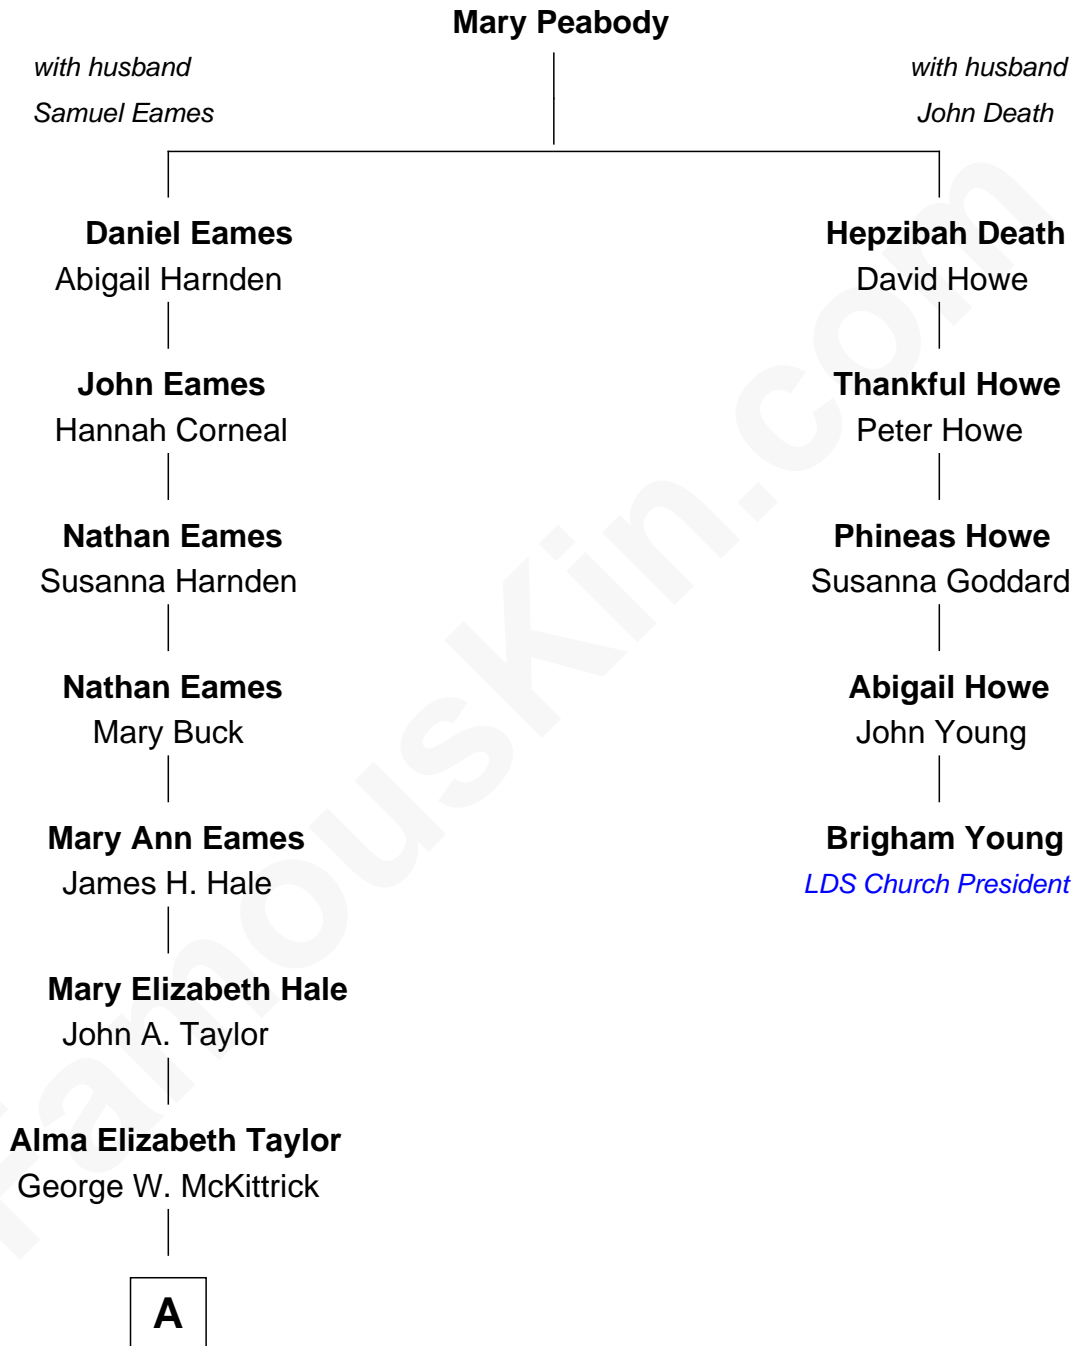 Mary Peabody
with husband
Samuel Eames
with husband
John Death
Daniel Eames
Abigail Harnden
Hepzibah Death
David Howe
John Eames
Hannah Corneal
Thankful Howe
Peter Howe
Nathan Eames
Susanna Harnden
Phineas Howe
Susanna Goddard
Nathan Eames
Mary Buck
Abigail Howe
John Young
Mary Ann Eames
James H. Hale
Brigham Young
LDS Church President
Mary Elizabeth Hale
John A. Taylor
Alma Elizabeth Taylor
George W. McKittrick
A
FamousKin.com